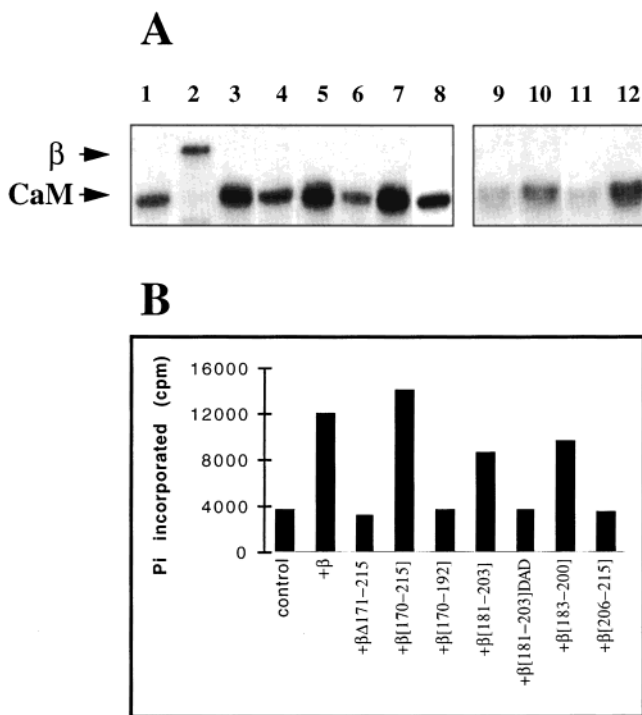 A
1 2 3 4 5 6 7 8 9 10 11 12
β
CaM
B
Pi incorporated (cpm)
16000
12000
8000
4000
0
control
+β
+βΔ171-215
+β[170-215]
+β[170-192]
+β[181-203]
+β[181-203]DAD
+β[183-200]
+β[206-215]